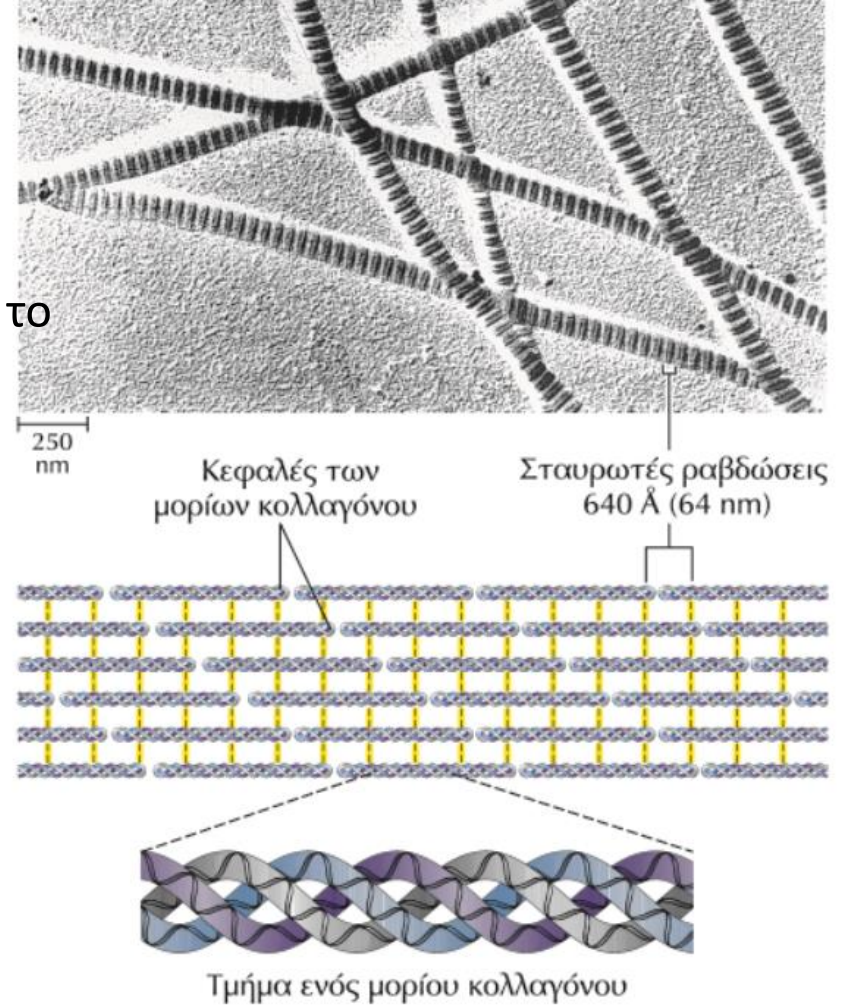 το
250
nm
Κεφαλές των
μορίων κολλαγόνου
Σταυρωτές ραβδώσεις
640 Å (64 nm)
Τμήμα ενός μορίου κολλαγόνου